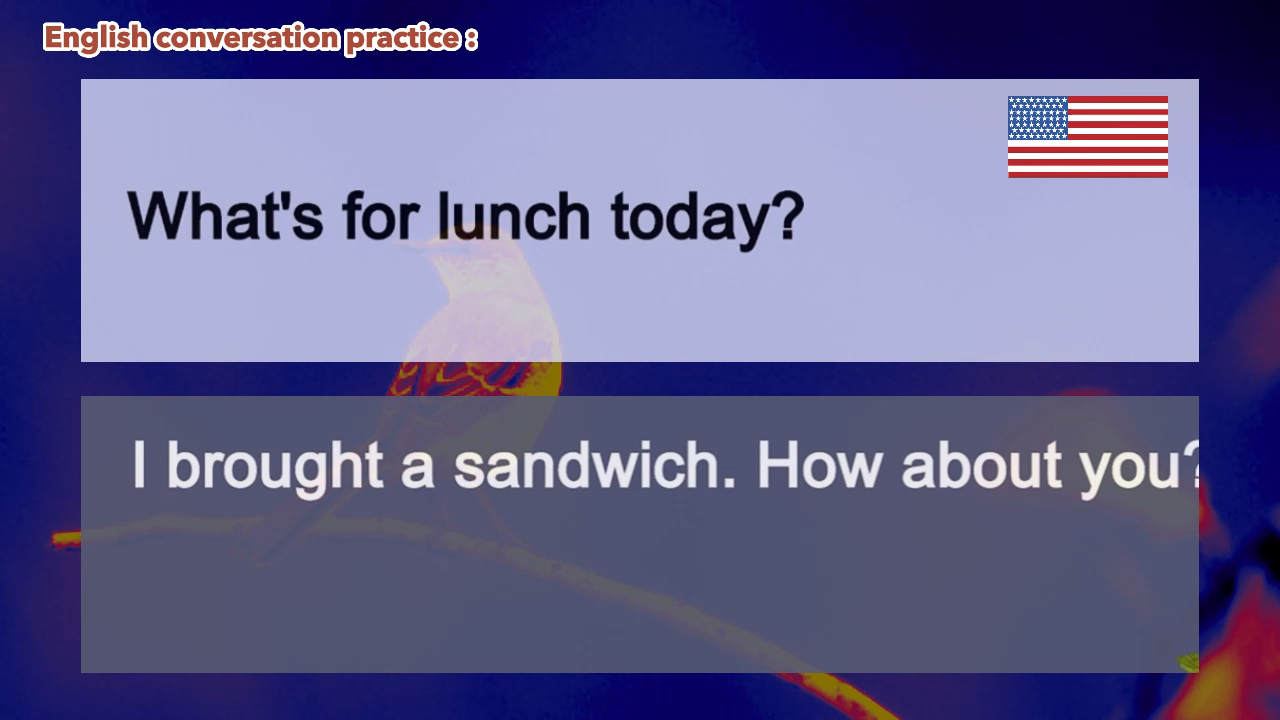 English conversation practice :
What's for lunch today?
I brought a sandwich. How about you?